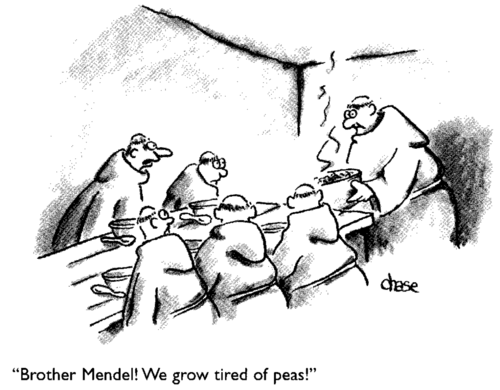 chase
“Brother Mendel! We grow tired of peas!”